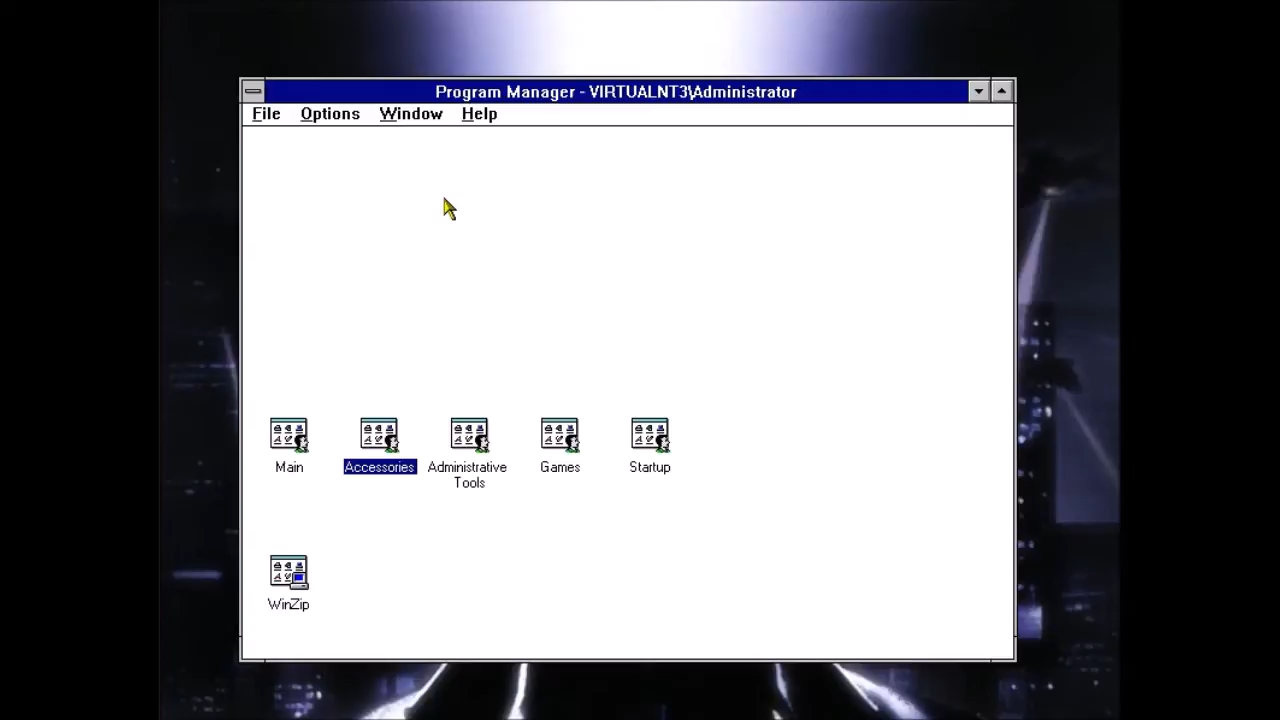 Program Manager - VIRTUALNT3\Administrator
File Options Window Help
Main Accessories Administrative Tools Games Startup
WinZip